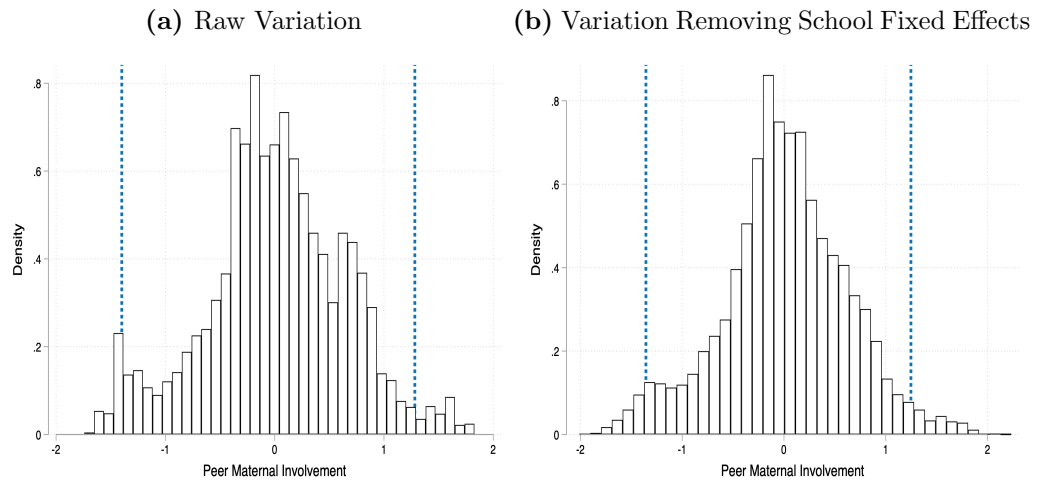 (a) Raw Variation
.8
.6
.4
.2
0
Density
-2 -1 0 1 2
Peer Maternal Involvement
(b) Variation Removing School Fixed Effects
.8
.6
.4
.2
0
Density
-2 -1 0 1 2
Peer Maternal Involvement